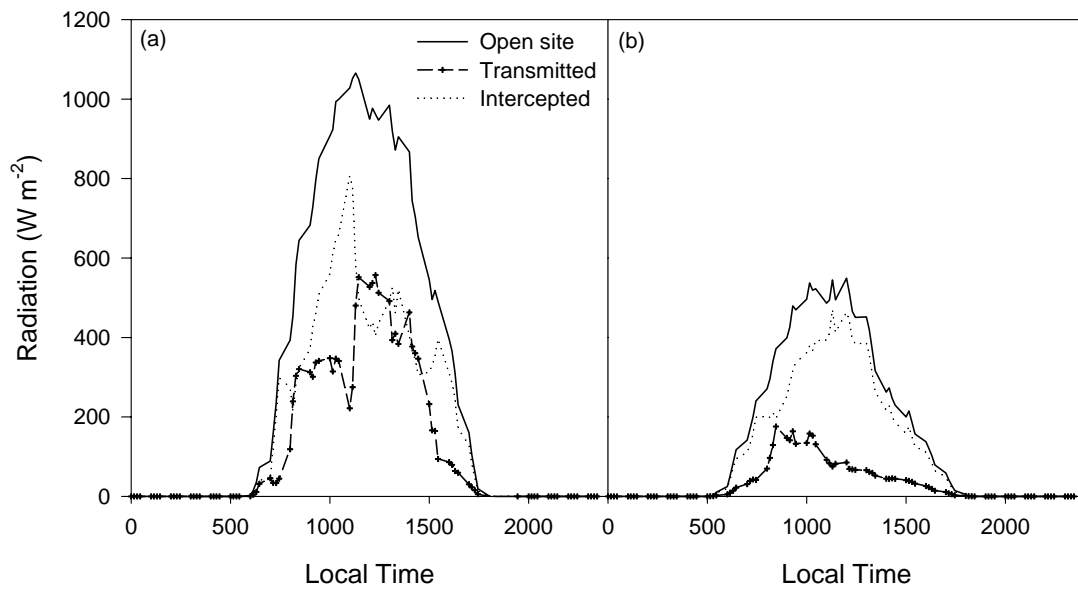 1200
1000
800
600
400
200
0
Radiation (W m-2)
(a)
Open site
Transmitted
Intercepted
(b)
0 500 1000 1500 2000
0 500 1000 1500 2000
Local Time
Local Time